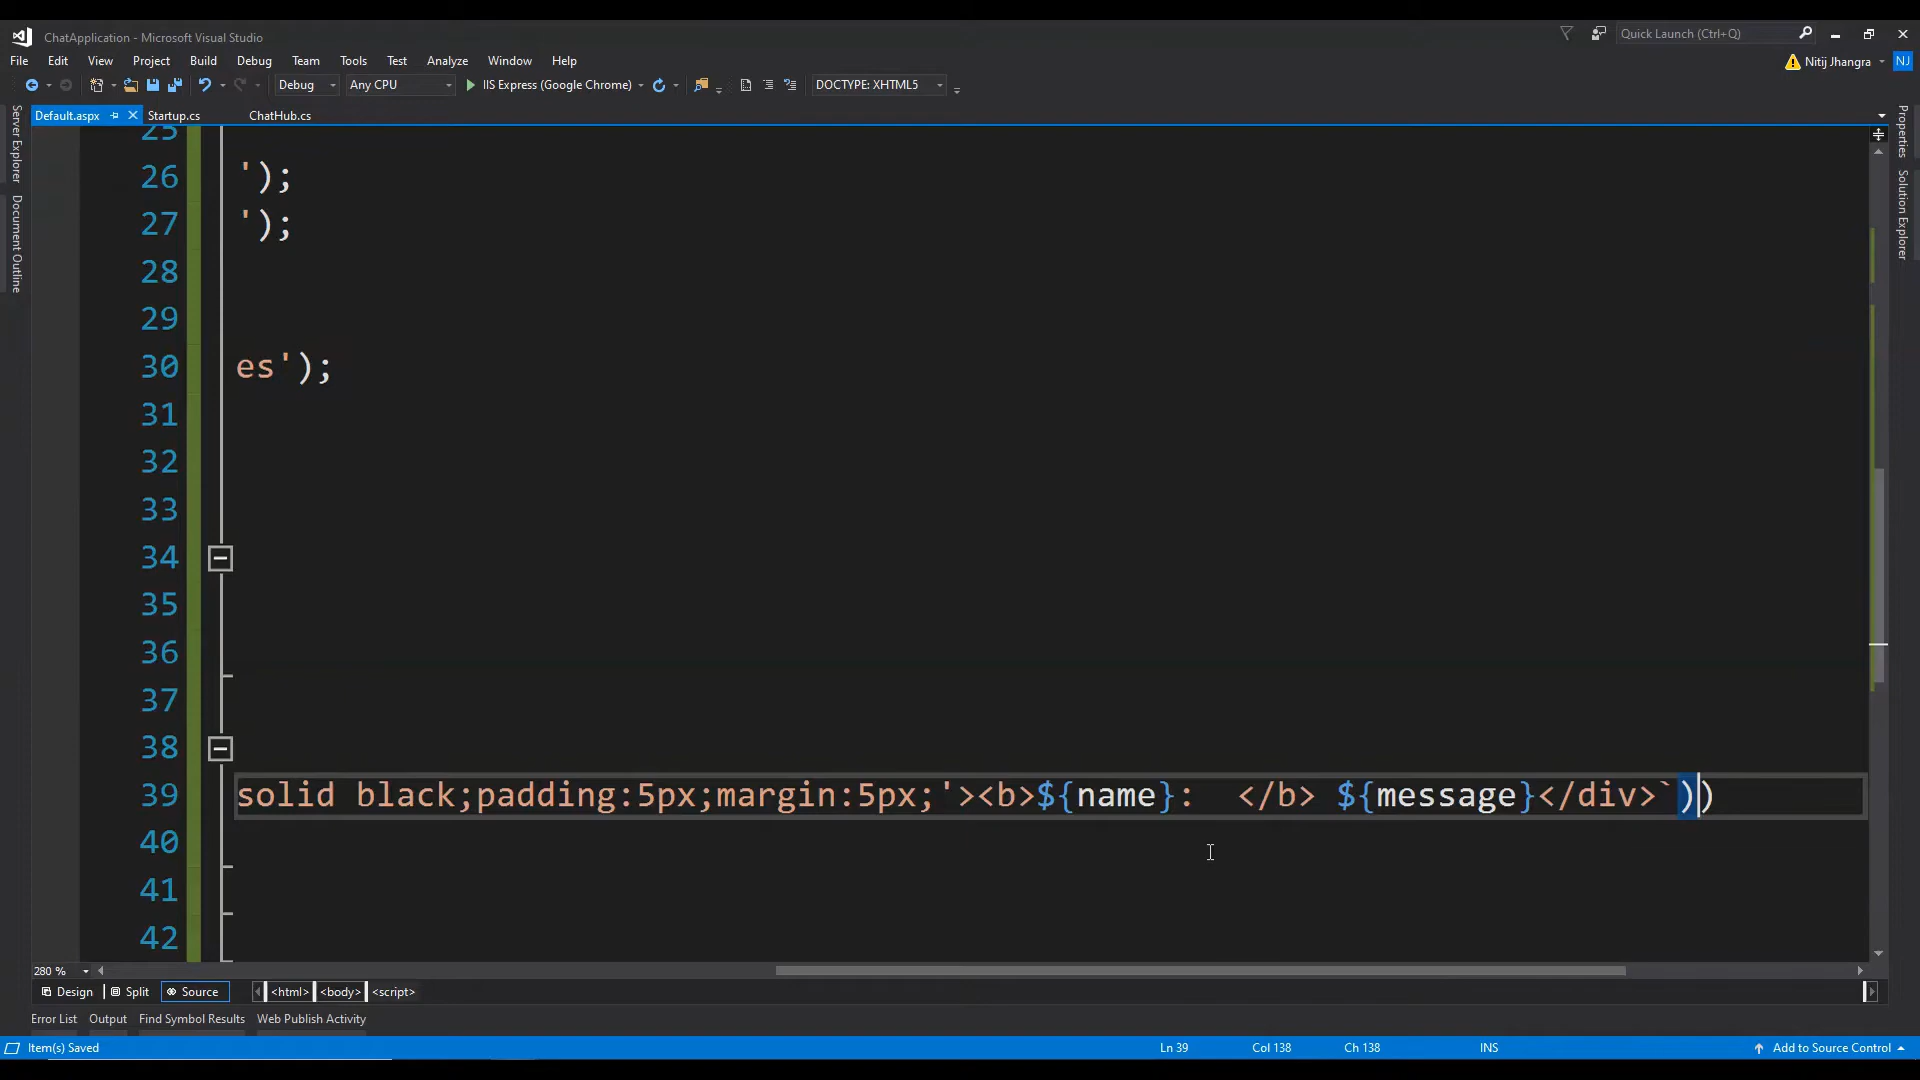 ChatApplication - Microsoft Visual Studio
Quick Launch (Ctrl+Q)
File Edit View Project Build Debug Team Tools Test Analyze Window Help
Nitij Jhangra NJ
Debug Any CPU IIS Express (Google Chrome) DOCTYPE: XHTML5
Default.aspx Startup.cs ChatHub.cs
Server Explorer
Document Outline
Properties
Solution Explorer
25
26 ');
27 ');
28
29
30 es');
31
32
33
34
35
36
37
38
39 solid black;padding:5px;margin:5px;'><b>${name}:  </b> ${message}</div>`))
40
41
42
280 %
Design Split Source <html> <body> <script>
Error List Output Find Symbol Results Web Publish Activity
Item(s) Saved Ln 39 Col 138 Ch 138 INS Add to Source Control